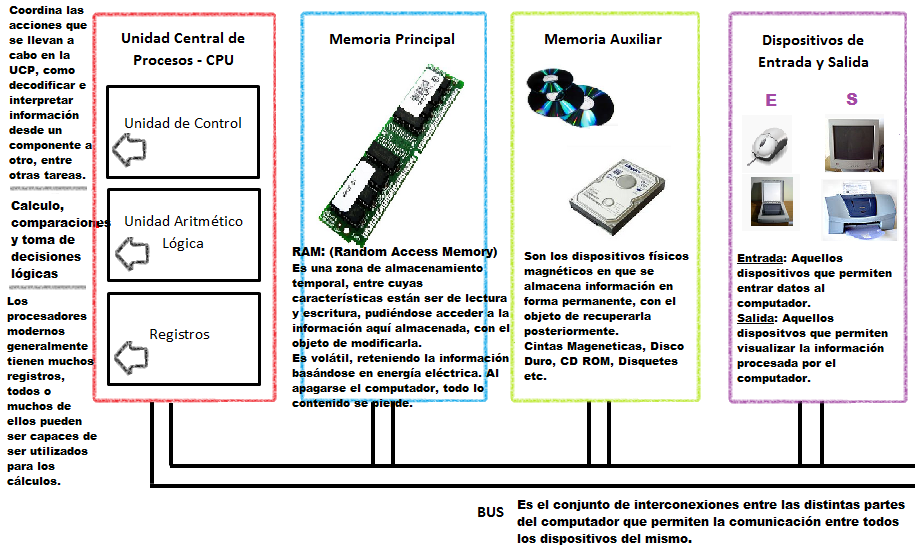 Coordina las
acciones que
se llevan a
cabo en la
UCP, como
decodificar e
interpretar
información
desde un
componente a
otro, entre
otras tareas.
Calculo,
comparaciones
y toma de
decisiones
lógicas
Los
procesadores
modernos
generalmente
tienen muchos
registros,
todos o
muchos de
ellos pueden
ser capaces de
ser utilizados
para los
cálculos.
Unidad Central de
Procesos - CPU
Unidad de Control
Unidad Aritmético
Lógica
Registros
Memoria Principal
RAM: (Random Access Memory)
Es una zona de almacenamiento
temporal, entre cuyas
características están ser de lectura
y escritura, pudiéndose acceder a la
información aquí almacenada, con el
objeto de modificarla.
Es volátil, reteniendo la información
basándose en energía eléctrica. Al
apagarse el computador, todo lo
contenido se pierde.
Memoria Auxiliar
Son los dispositivos físicos
magnéticos en que se
almacena información en
forma permanente, con el
objeto de recuperarla
posteriormente.
Cintas Mageneticas, Disco
Duro, CD ROM, Disquetes
etc.
Dispositivos de
Entrada y Salida
E S
Entrada: Aquellos
dispositivos que permiten
entrar datos al
computador.
Salida: Aquellos
dispositvos que permiten
visualizar la información
procesada por el
computador.
BUS
Es el conjunto de interconexiones entre las distintas partes
del computador que permiten la comunicación entre todos
los dispositivos del mismo.